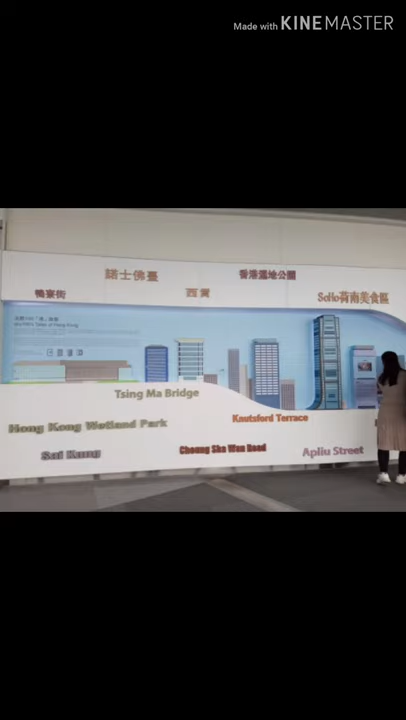 Made with KINEMASTER
諾士佛臺
香港濕地公園
鴨寮街
西貢
SoHo荷南美食區
Tsing Ma Bridge
Hong Kong Wetland Park
Knutsford Terrace
Sai Kung
Cheung Sha Wan Road
Apliu Street